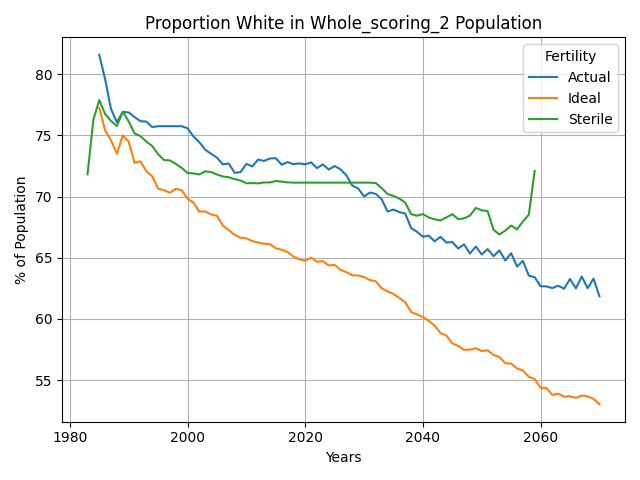 Proportion White in Whole_scoring_2 Population
Fertility
Actual
Ideal
Sterile
% of Population
80
75
70
65
60
55
1980
2000
2020
2040
2060
Years